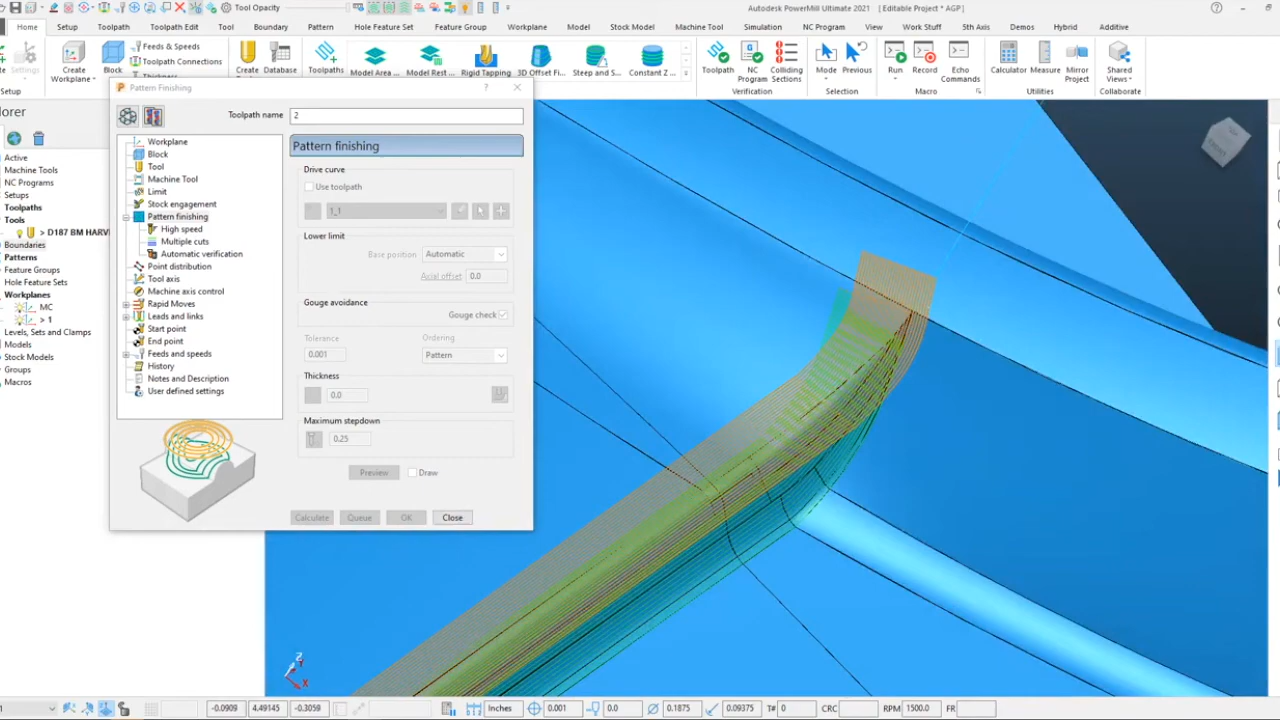 Tool Opacity
Autodesk PowerMill Ultimate 2021 - [Editable Project * AGP]
Home
Setup
Toolpath
Toolpath Edit
Tool
Boundary
Pattern
Hole Feature Set
Feature Group
Workplane
Model
Stock Model
Machine Tool
Simulation
NC Program
View
Work Stuff
5th Axis
Demos
Hybrid
Additive
Settings
Create
Workplane
Block
Feeds & Speeds
Toolpath Connections
Thickness
Create
Database
Toolpaths
Model Area ...
Model Rest ...
Rigid Tapping
3D Offset Fi...
Steep and S...
Constant Z ...
Toolpath
NC
Program
Colliding
Sections
Mode
Previous
Run
Record
Echo
Commands
Calculator
Measure
Mirror
Project
Shared
Views
Setup
Verification
Selection
Macro
Utilities
Collaborate
Pattern Finishing
? ×
lorer
Active
Machine Tools
NC Programs
Setups
Toolpaths
Tools
> D187 BM HARV
Boundaries
Patterns
Feature Groups
Hole Feature Sets
Workplanes
MC
> 1
Levels, Sets and Clamps
Models
Stock Models
Groups
Macros
Toolpath name 2
Workplane
Block
Tool
Machine Tool
Limit
Stock engagement
Pattern finishing
High speed
Multiple cuts
Automatic verification
Point distribution
Tool axis
Machine axis control
Rapid Moves
Leads and links
Start point
End point
Feeds and speeds
History
Notes and Description
User defined settings
Pattern finishing
Drive curve
Use toolpath
1_1
Lower limit
Base position Automatic
Axial offset 0.0
Gouge avoidance
Gouge check
Tolerance
0.001
Ordering
Pattern
Thickness
0.0
Maximum stepdown
0.25
Preview
Draw
Calculate
Queue
OK
Close
FRONT
Z
X
1
-0.0909
4.49145
-0.3059
Inches
0.001
0.0
0.1875
0.09375
T# 0
CRC
RPM 1500.0
FR